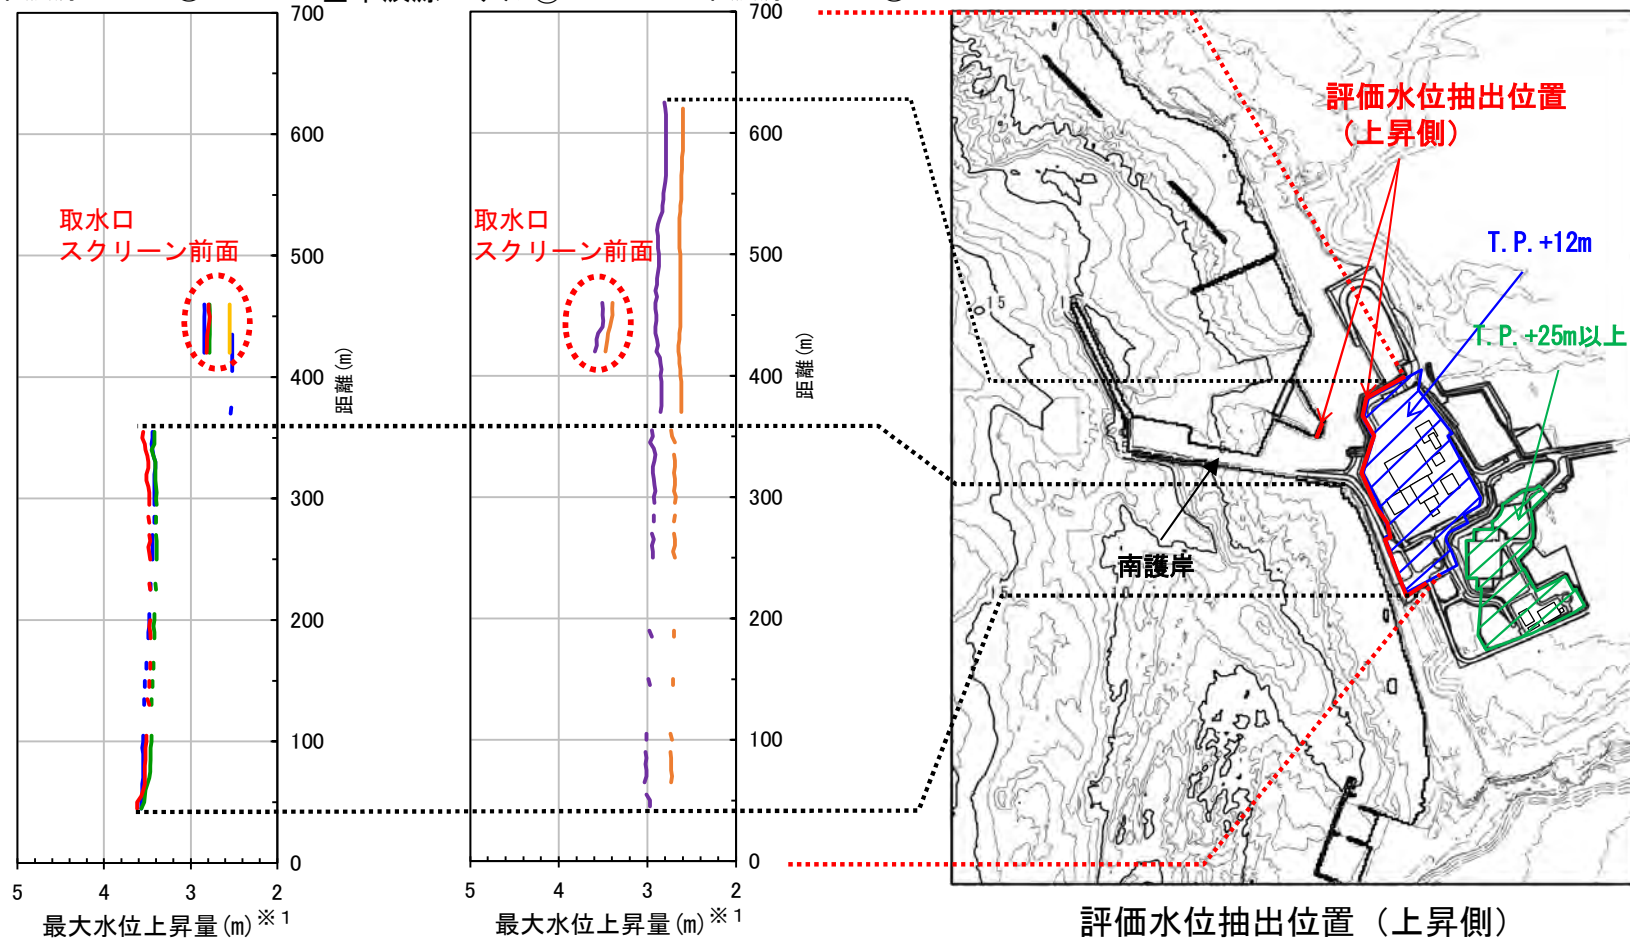 700
600
500
400
300
200
100
0
距離(m)
取水口
スクリーン前面
5
4
3
2
最大水位上昇量(m)※1
700
600
500
400
300
200
100
0
距離(m)
取水口
スクリーン前面
5
4
3
2
最大水位上昇量(m)※1
評価水位抽出位置
(上昇側)
T.P.+12m
T.P.+25m以上
15
南護岸
評価水位抽出位置(上昇側)